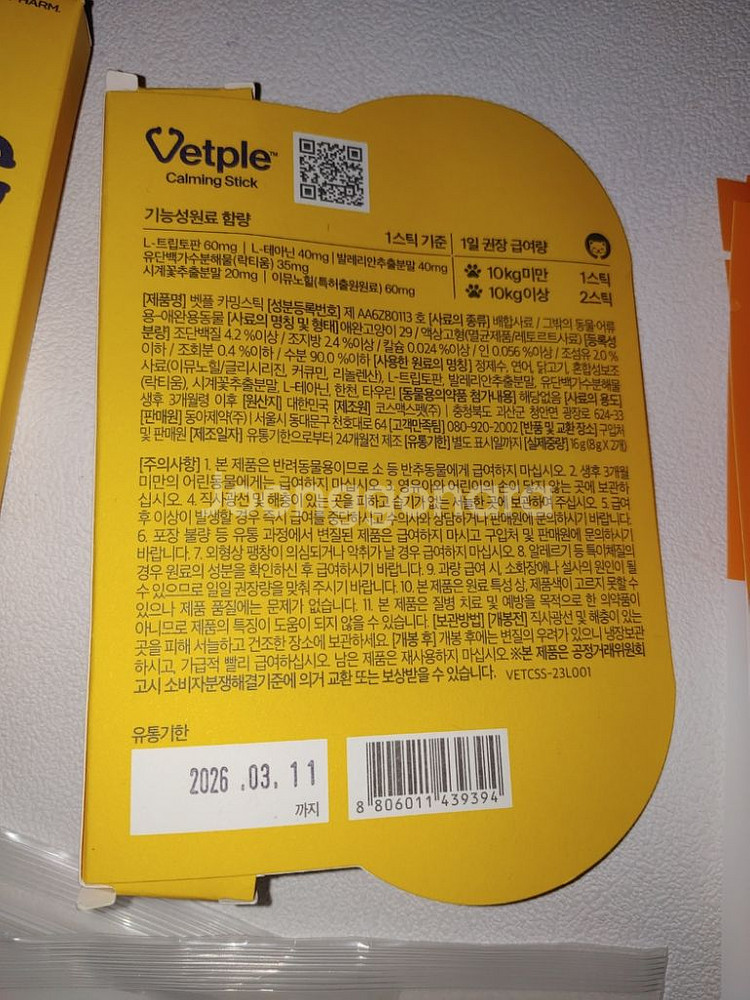 PHARM.
Vetple™
Calming Stick
기능성원료 함량
1스틱 기준
1일 권장 급여량
L-트립토판 60mg | L-테아닌 40mg | 발레리안추출분말 40mg
유단백가수분해물(락티움) 35mg
시계꽃추출분말 20mg | 이뮤노힐(특허출원원료) 60mg
10kg미만 1스틱
10kg이상 2스틱
[제품명] 벳플 카밍스틱 [성분등록번호] 제 AA6Z80113 호 [사료의 종류] 배합사료 / 그밖의 동물·어류
용-애완용동물 [사료의 명칭 및 형태] 애완고양이 29 / 액상고형(멸균제품/레토르트사료) [등록성
분량] 조단백질 4.2 %이상 / 조지방 2.4 %이상 / 칼슘 0.024 %이상 / 인 0.056 %이상 / 조섬유 2.0 %
이하 / 조회분 0.4 %이하 / 수분 90.0 %이하 [사용한 원료의 명칭] 정제수, 연어, 닭고기, 혼합성보조
사료(이뮤노힐/글리시리진, 커큐민, 리놀렌산), L-트립토판, 발레리안추출분말, 유단백가수분해물
(락티움), 시계꽃추출분말, L-테아닌, 한천, 타우린 [동물용의약품 첨가내용] 해당없음 [사료의 용도]
생후 3개월령 이후 [원산지] 대한민국 [제조원] 코스맥스펫(주) | 충청북도 괴산군 청안면 광장로 624-33
[판매원] 동아제약(주) | 서울시 동대문구 천호대로 64 [고객만족팀] 080-920-2002 [반품 및 교환 장소] 구입처
및 판매원 [제조일자] 유통기한으로부터 24개월전 제조 [유통기한] 별도 표시일까지 [실제중량] 16g(8g X 2개)
[주의사항] 1. 본 제품은 반려동물용이므로 소 등 반추동물에게 급여하지 마십시오. 2. 생후 3개월
미만의 어린동물에게는 급여하지 마십시오. 3. 영유아와 어린이의 손이 닿지 않는 곳에 보관하
십시오. 4. 직사광선 및 해충이 있는 곳을 피하고, 습기가 적고 서늘한 곳에 보관하여 주십시오. 5. 급여
후 이상이 발생할 경우 즉시 급여를 중단하고 수의사와 상담하거나 판매원에 문의하시기 바랍니다.
6. 포장 불량 등 유통 과정에서 변질된 제품은 급여하지 마시고 구입처 및 판매원에 문의하시기
바랍니다. 7. 외형상 팽창이 의심되거나 악취가 날 경우 급여하지 마십시오. 8. 알레르기 등 특이체질의
경우 원료의 성분을 확인하신 후 급여하시기 바랍니다. 9. 과량 급여 시, 소화장애나 설사의 원인이 될
수 있으므로 일일 권장량을 맞춰 주시기 바랍니다. 10. 본 제품은 원료 특성 상, 제품색이 고르지 못할 수
있으나 제품 품질에는 문제가 없습니다. 11. 본 제품은 질병 치료 및 예방을 목적으로 한 의약품이
아니므로 제품의 특징이 도움이 되지 않을 수 있습니다. [보관방법] [개봉전] 직사광선 및 해충이 있는
곳을 피해 서늘하고 건조한 장소에 보관하세요. [개봉 후] 개봉 후에는 변질의 우려가 있으니 냉장보관
하시고, 가급적 빨리 급여하십시오. 남은 제품은 재사용하지 마십시오. ※본 제품은 공정거래위원회
고시 소비자분쟁해결기준에 의거 교환 또는 보상받을 수 있습니다. VETCSS-23L001
joonggonara
유통기한
2026 .03. 11
까지
8 806011 439394